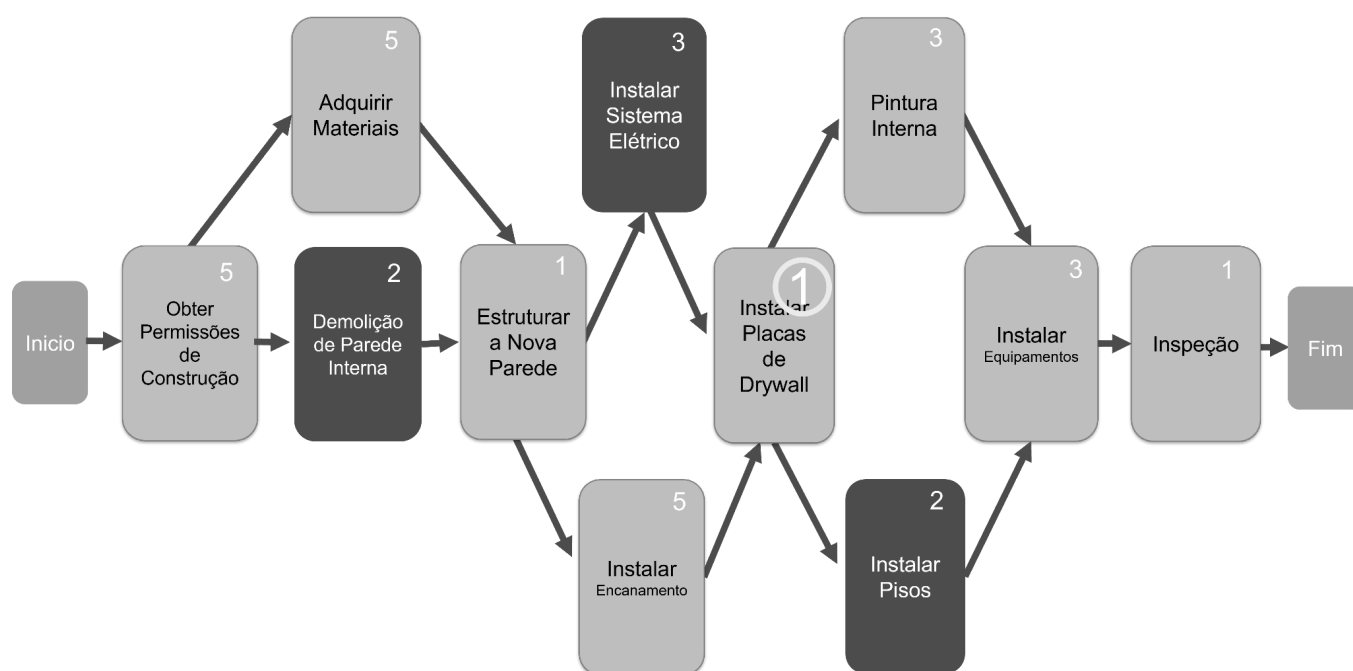 Inicio
5
Obter
Permissões
de
Construção
5
Adquirir
Materiais
2
Demolição
de Parede
Interna
1
Estruturar
a Nova
Parede
3
Instalar
Sistema
Elétrico
5
Instalar
Encanamento
1
Instalar
Placas
de
Drywall
3
Pintura
Interna
2
Instalar
Pisos
3
Instalar
Equipamentos
1
Inspeção
Fim